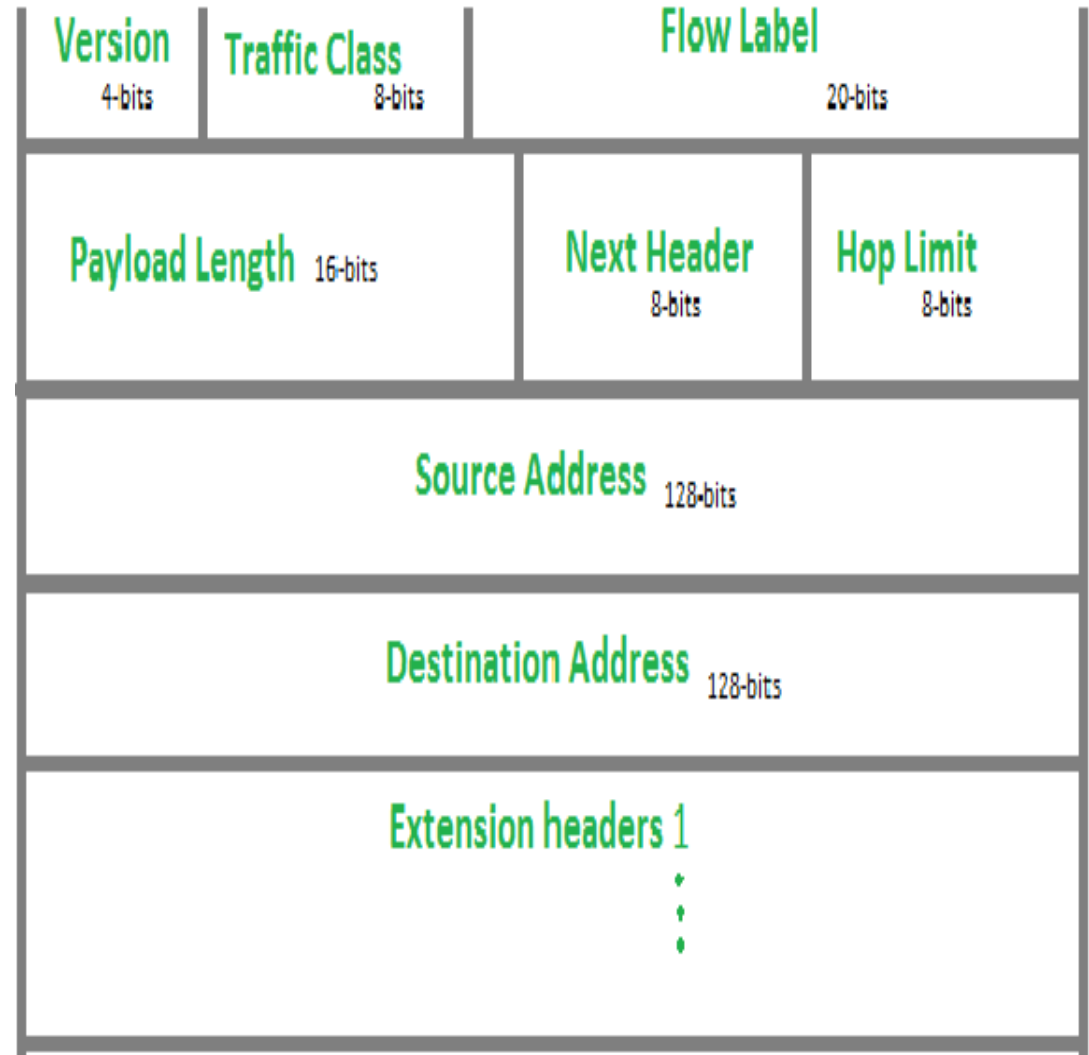 Version
4-bits
Traffic Class
8-bits
Flow Label
20-bits
Payload Length 16-bits
Next Header
8-bits
Hop Limit
8-bits
Source Address 128-bits
Destination Address 128-bits
Extension headers 1